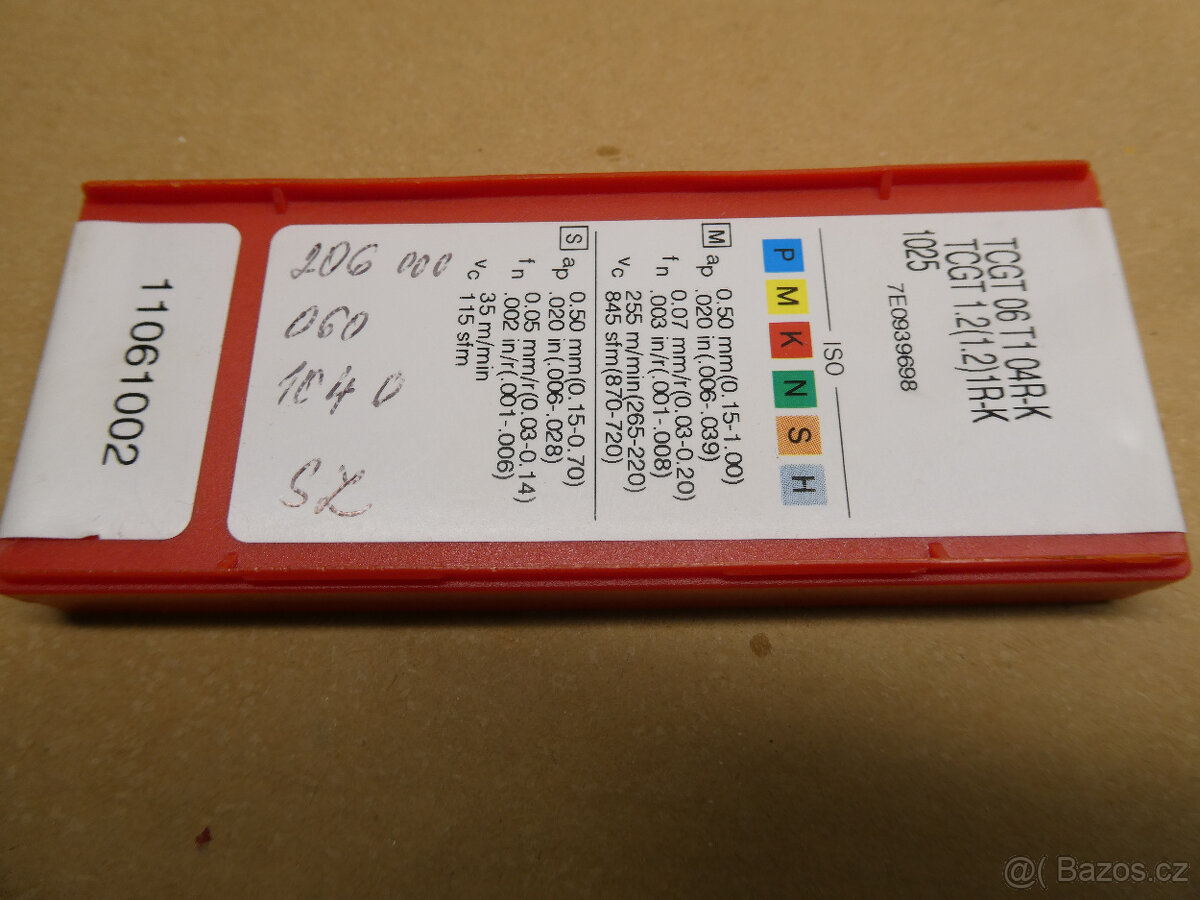 TCGT 06 T1 04R-K
TCGT 1.2(1.2)1R-K
1025
7E0939698
ISO
P M K N S H
M ap 0.50 mm(0.15-1.00)
.020 in(.006-.039)
fn 0.07 mm/r(0.03-0.20)
.003 in/r(.001-.008)
vc 255 m/min(265-220)
845 sfm(870-720)
S ap 0.50 mm(0.15-0.70)
.020 in(.006-.028)
fn 0.05 mm/r(0.03-0.14)
.002 in/r(.001-.006)
vc 35 m/min
115 sfm
206 000
060
1040
11061002
@( Bazos.cz